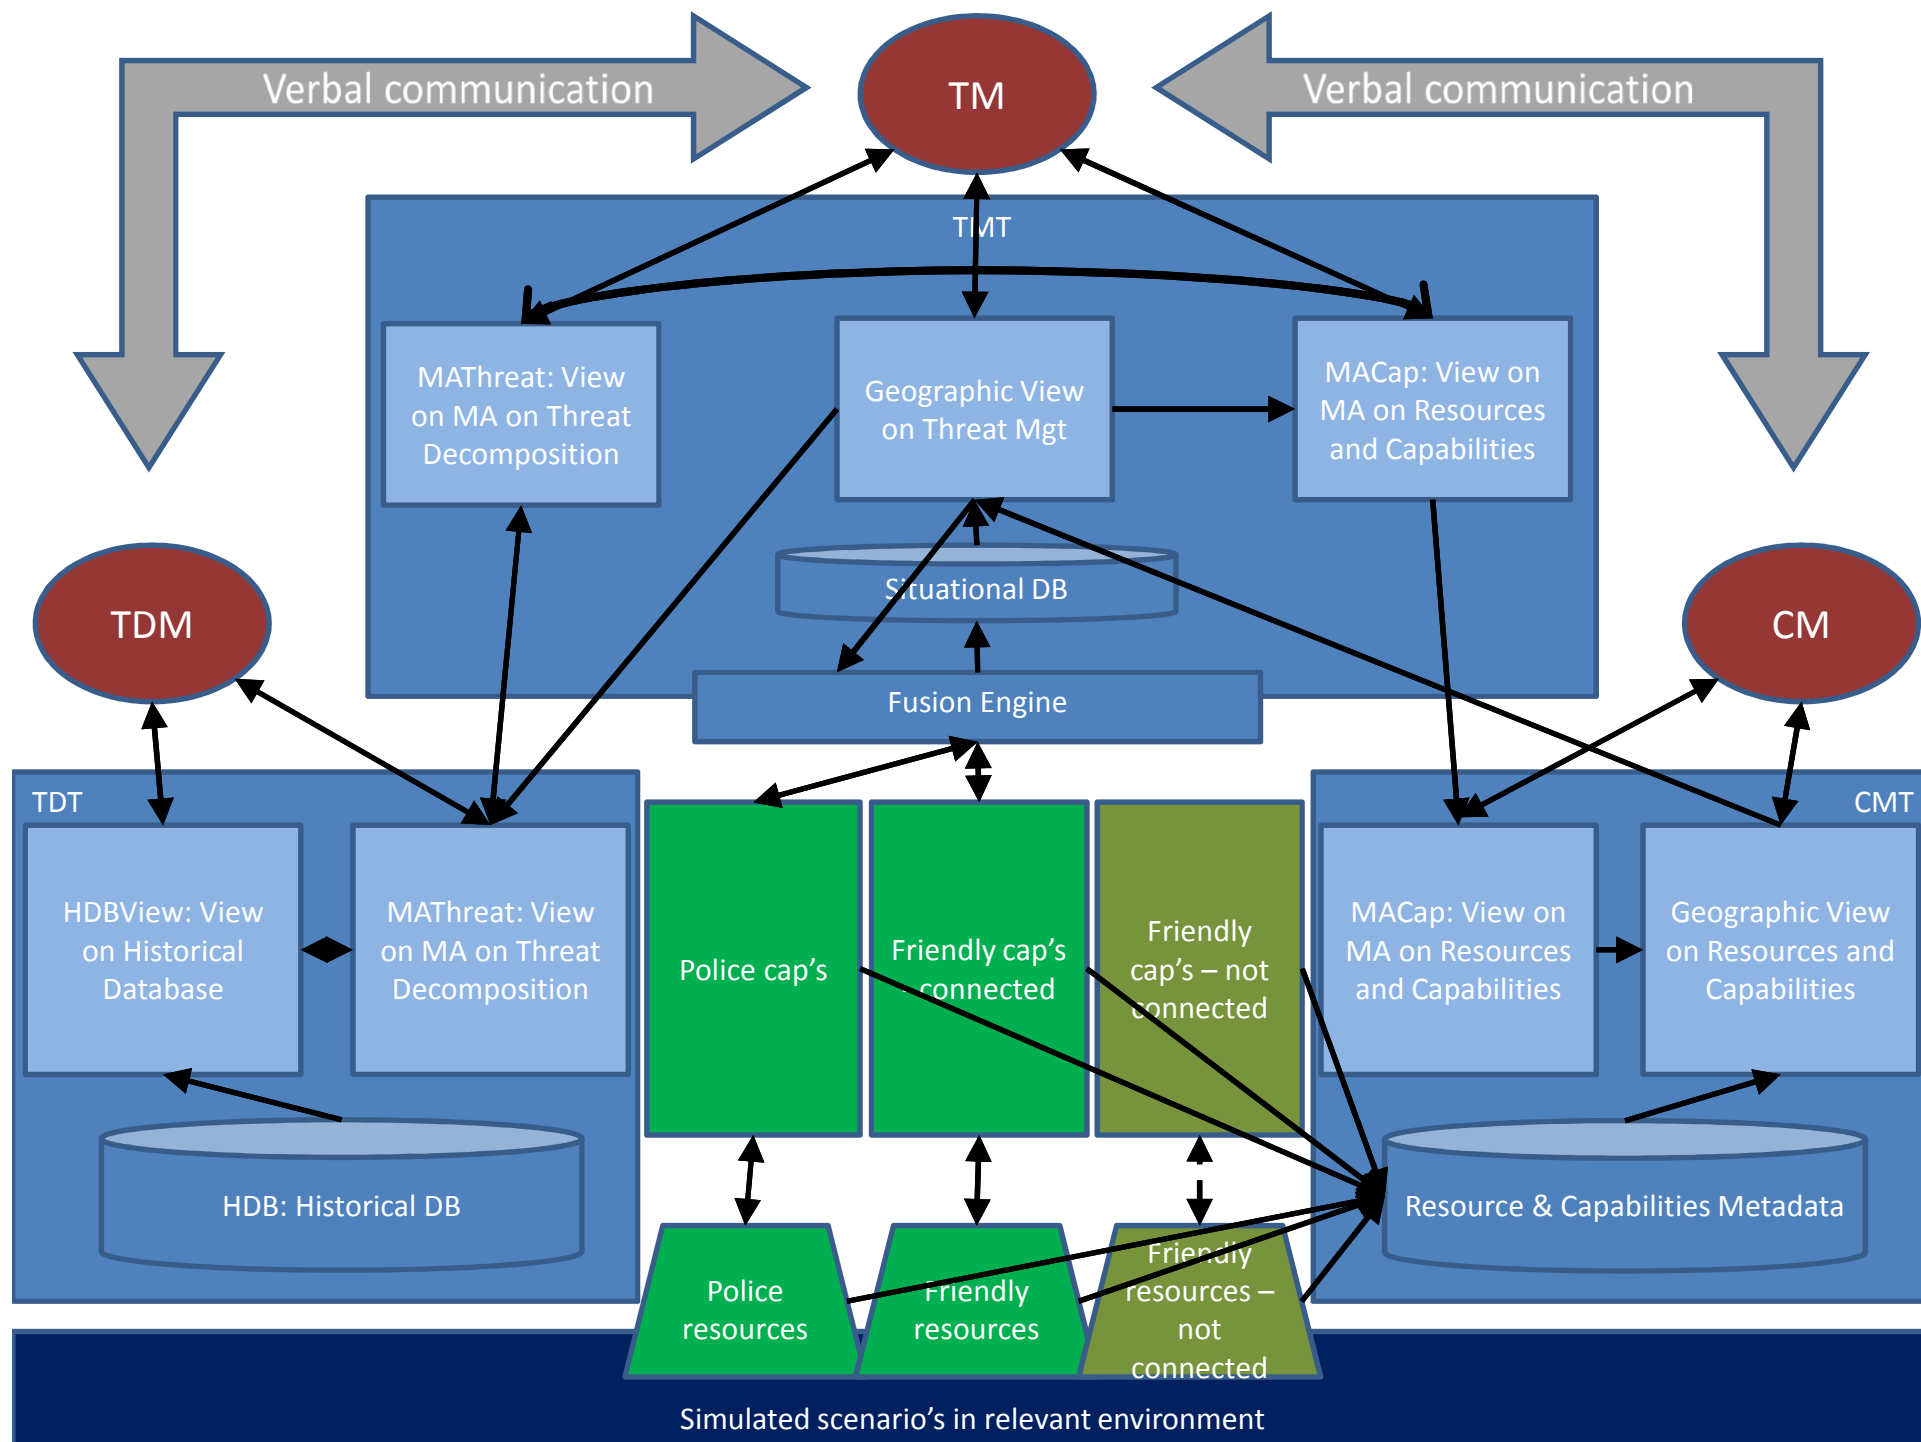 Verbal communication
TM
Verbal communication
TMT
MAThreat: View
on MA on Threat
Decomposition
Geographic View
on Threat Mgt
MACap: View on
MA on Resources
and Capabilities
Situational DB
TDM
CM
Fusion Engine
TDT
CMT
HDBView: View
on Historical
Database
MAThreat: View
on MA on Threat
Decomposition
Police cap's
Friendly cap's
- connected
Friendly
cap's – not
connected
MACap: View on
MA on Resources
and Capabilities
Geographic View
on Resources and
Capabilities
HDB: Historical DB
Resource & Capabilities Metadata
Police
resources
Friendly
resources
Friendly
resources –
not
connected
Simulated scenario's in relevant environment